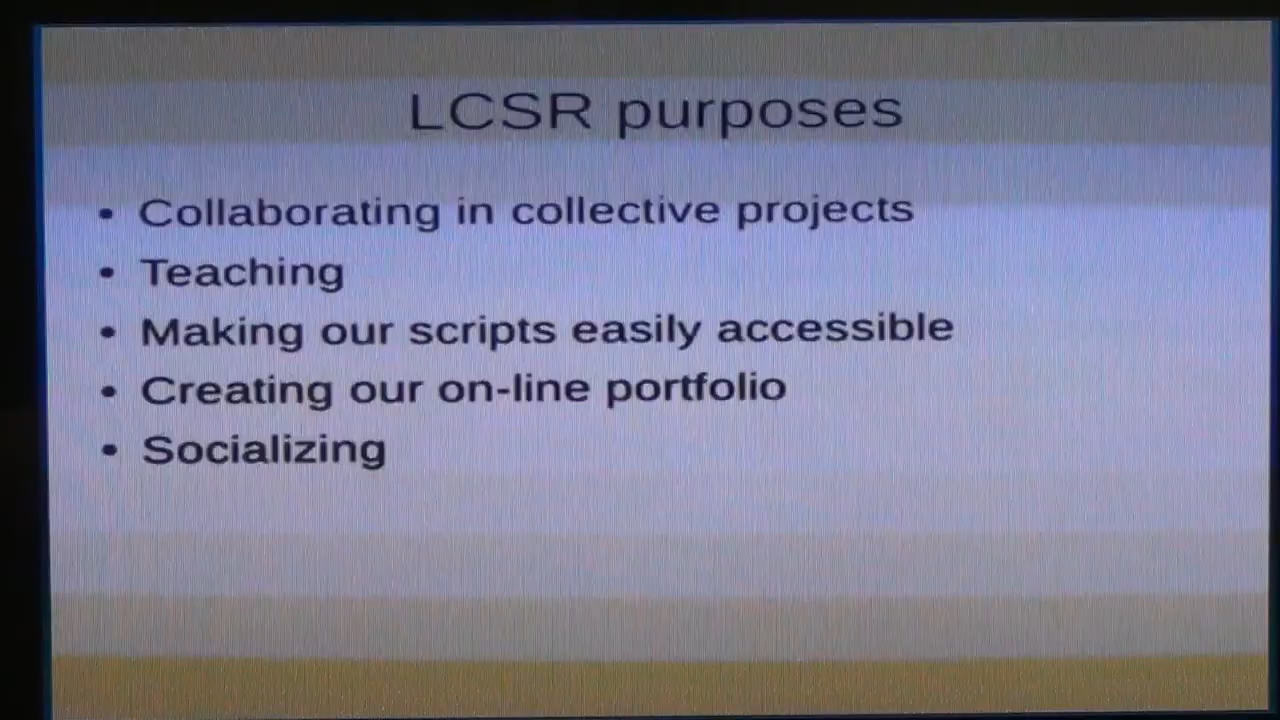 LCSR purposes
• Collaborating in collective projects
• Teaching
• Making our scripts easily accessible
• Creating our on-line portfolio
• Socializing